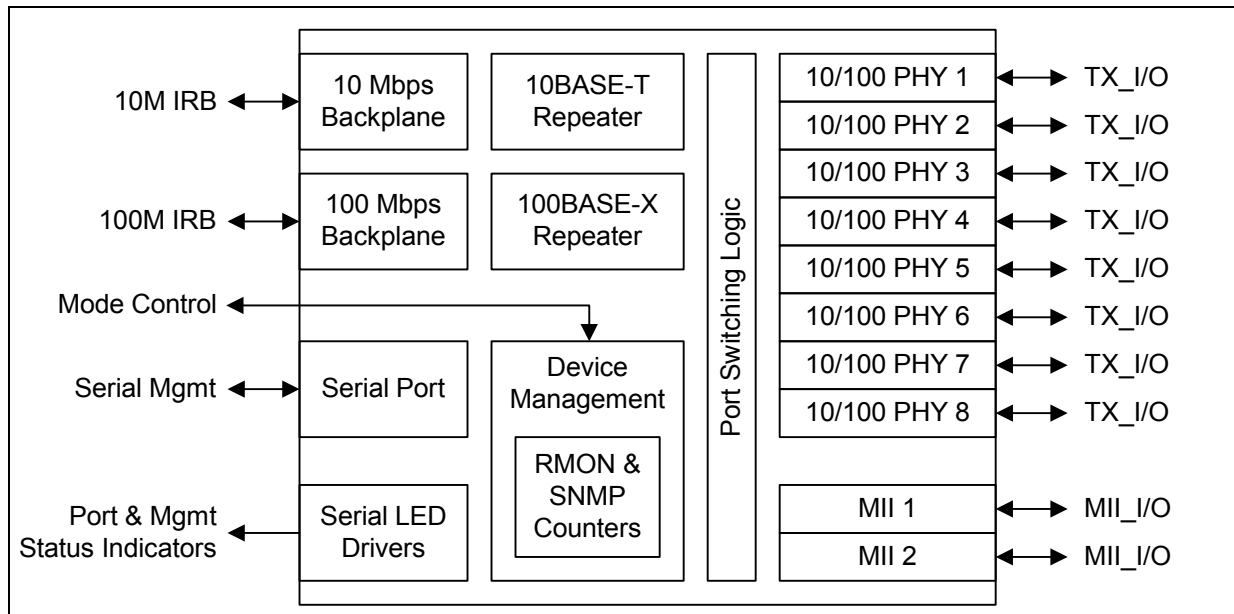 10M IRB
10 Mbps
Backplane
10BASE-T
Repeater
100M IRB
100 Mbps
Backplane
100BASE-X
Repeater
Mode Control
Serial Mgmt
Serial Port
Device
Management
RMON &
SNMP
Counters
Port & Mgmt
Status Indicators
Serial LED
Drivers
Port Switching Logic
10/100 PHY 1
TX_I/O
10/100 PHY 2
TX_I/O
10/100 PHY 3
TX_I/O
10/100 PHY 4
TX_I/O
10/100 PHY 5
TX_I/O
10/100 PHY 6
TX_I/O
10/100 PHY 7
TX_I/O
10/100 PHY 8
TX_I/O
MII 1
MII_I/O
MII 2
MII_I/O